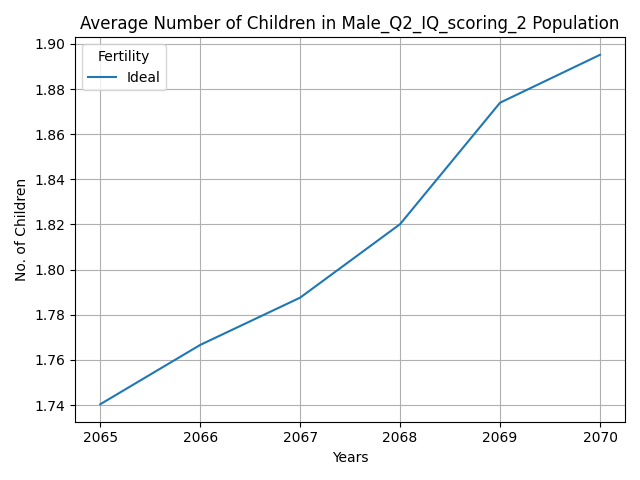 Average Number of Children in Male_Q2_IQ_scoring_2 Population
Fertility
Ideal
No. of Children
1.90
1.88
1.86
1.84
1.82
1.80
1.78
1.76
1.74
2065 2066 2067 2068 2069 2070
Years